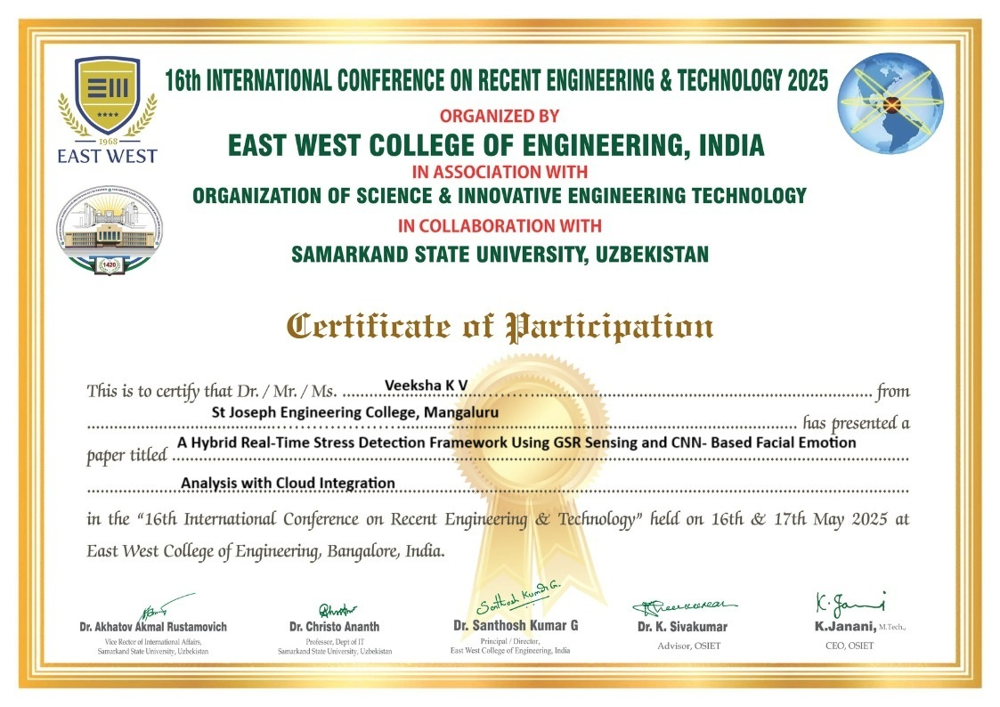 16th INTERNATIONAL CONFERENCE ON RECENT ENGINEERING & TECHNOLOGY 2025
ORGANIZED BY
EAST WEST COLLEGE OF ENGINEERING, INDIA
IN ASSOCIATION WITH
ORGANIZATION OF SCIENCE & INNOVATIVE ENGINEERING TECHNOLOGY
IN COLLABORATION WITH
SAMARKAND STATE UNIVERSITY, UZBEKISTAN
1968
EAST WEST
1420
Certificate of Participation
This is to certify that Dr. / Mr. / Ms. Veeksha K V from
St Joseph Engineering College, Mangaluru has presented a
paper titled A Hybrid Real-Time Stress Detection Framework Using GSR Sensing and CNN- Based Facial Emotion
Analysis with Cloud Integration
in the “16th International Conference on Recent Engineering & Technology” held on 16th & 17th May 2025 at
East West College of Engineering, Bangalore, India.
Santhosh Kumar G.
K. Janani
Dr. Akhatov Akmal Rustamovich
Vice Rector of International Affairs,
Samarkand State University, Uzbekistan
Dr. Christo Ananth
Professor, Dept of IT
Samarkand State University, Uzbekistan
Dr. Santhosh Kumar G
Principal / Director,
East West College of Engineering, India
Dr. K. Sivakumar
Advisor, OSIET
K.Janani, M.Tech.,
CEO, OSIET